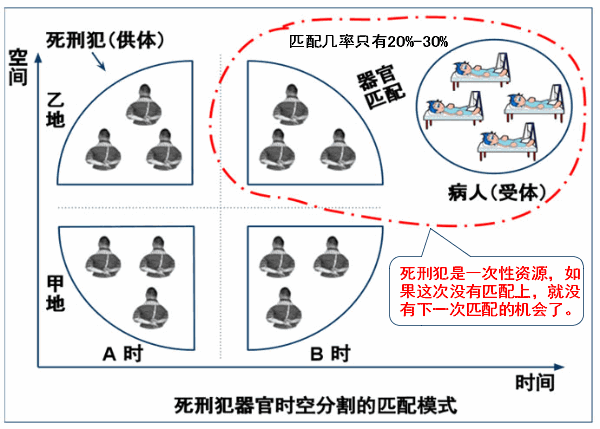 死刑犯（供体）
匹配几率只有20%-30%
空间
器官
匹配
乙地
病人（受体）
死刑犯是一次性资源，如
果这次没有匹配上，就没
有下一次匹配的机会了。
甲地
A 时
B 时
时间
死刑犯器官时空分割的匹配模式